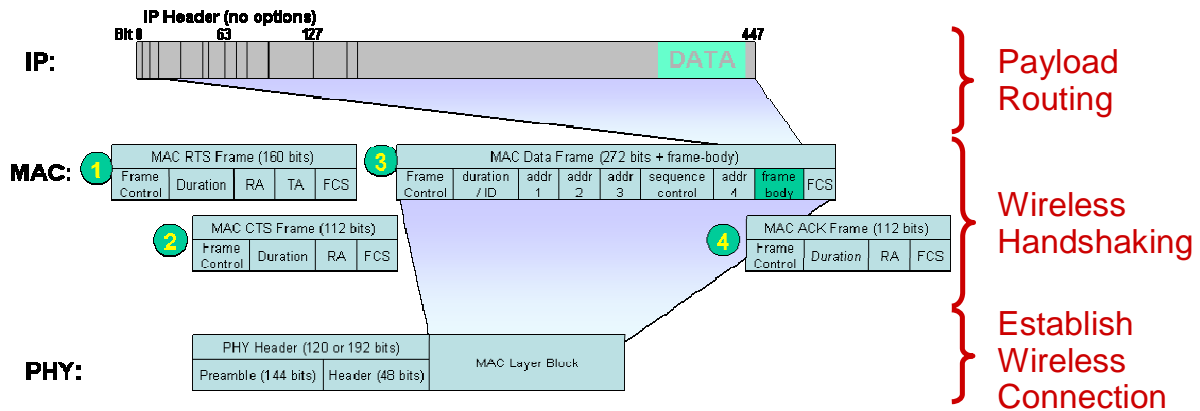 IP Header (no options)
Bit 0 63 127 447
IP:
DATA
Payload
Routing
MAC:
1
MAC RTS Frame (160 bits)
Frame Control
Duration
RA
TA
FCS
3
MAC Data Frame (272 bits + frame-body)
Frame Control
duration / ID
addr 1
addr 2
addr 3
sequence control
addr 4
frame body
FCS
2
MAC CTS Frame (112 bits)
Frame Control
Duration
RA
FCS
4
MAC ACK Frame (112 bits)
Frame Control
Duration
RA
FCS
Wireless
Handshaking
PHY:
PHY Header (120 or 192 bits)
Preamble (144 bits)
Header (48 bits)
MAC Layer Block
Establish
Wireless
Connection